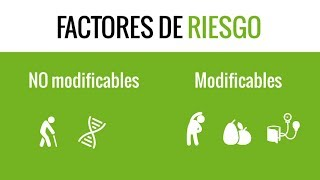 FACTORES DE RIESGO
NO modificables
Modificables